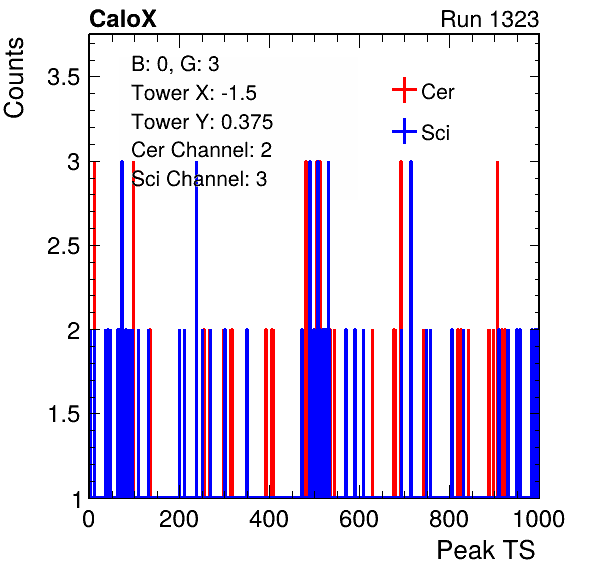 CaloX Run 1323
Counts
B: 0, G: 3
Tower X: -1.5
Tower Y: 0.375
Cer Channel: 2
Sci Channel: 3
Cer
Sci
3.5
3
2.5
2
1.5
1
0 200 400 600 800 1000
Peak TS